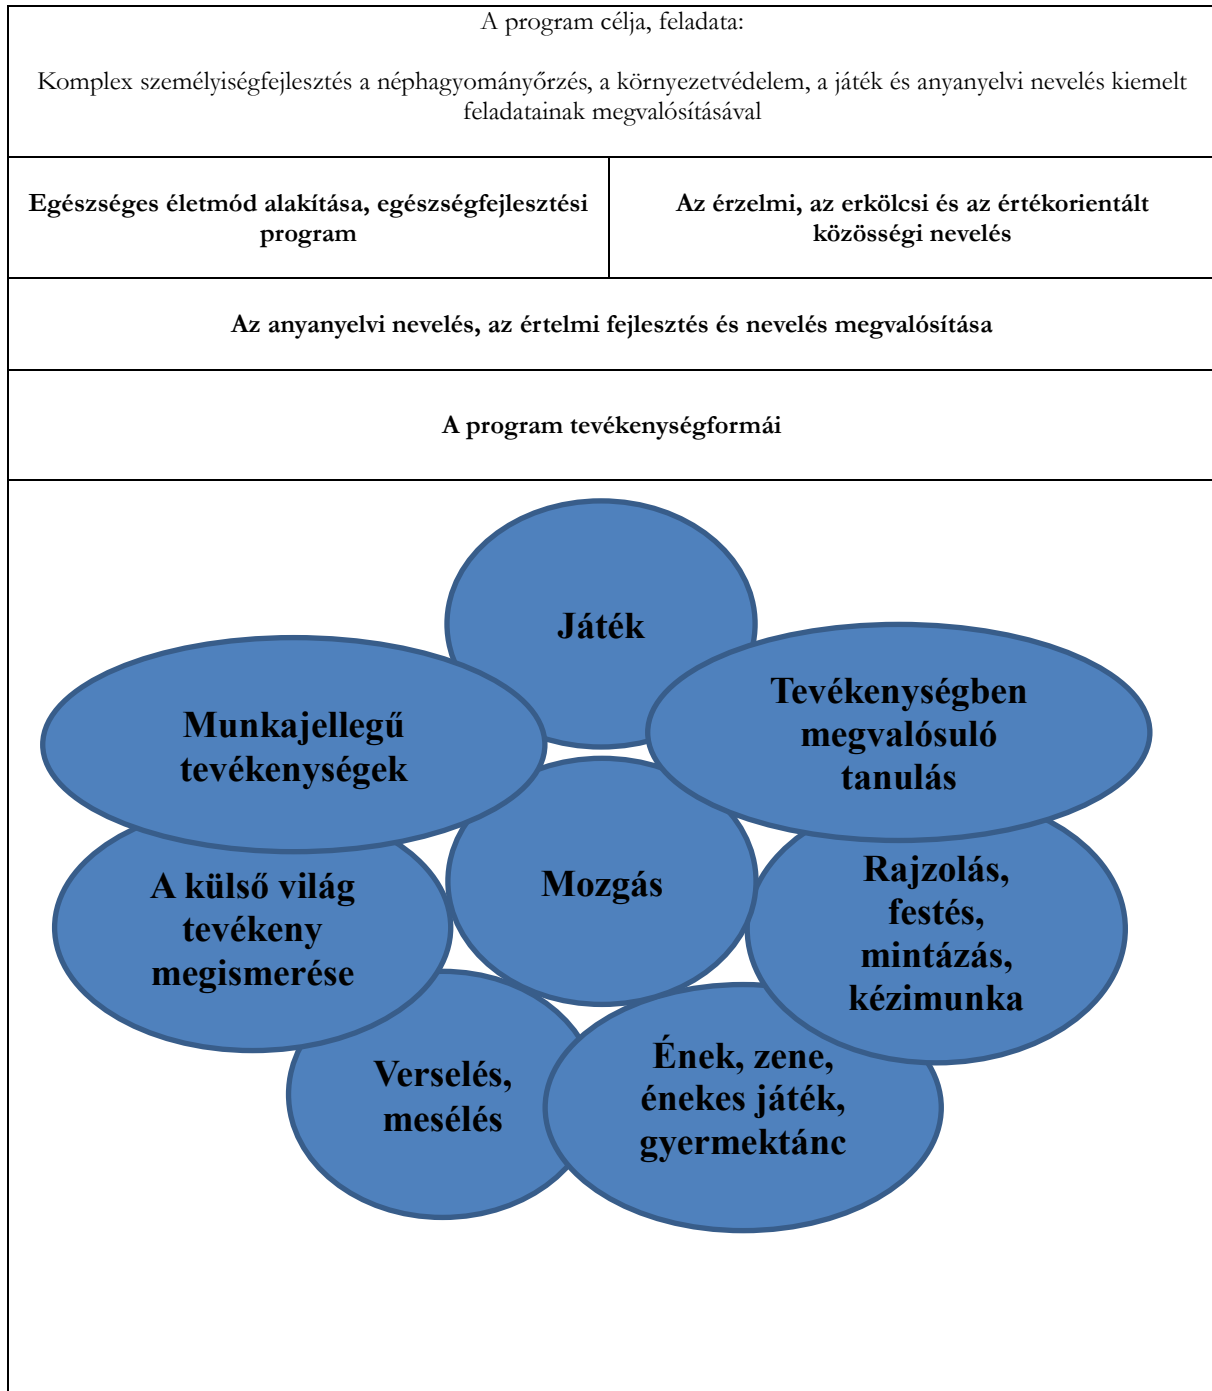 A program célja, feladata:
Komplex személyiségfejlesztés a néphagyományőrzés, a környezetvédelem, a játék és anyanyelvi nevelés kiemelt
feladatainak megvalósításával
Egészséges életmód alakítása, egészségfejlesztési
program
Az érzelmi, az erkölcsi és az értékorientált
közösségi nevelés
Az anyanyelvi nevelés, az értelmi fejlesztés és nevelés megvalósítása
A program tevékenységformái
Játék
Munkajellegű
tevékenységek
Tevékenységben
megvalósuló
tanulás
A külső világ
tevékeny
megismerése
Mozgás
Rajzolás,
festés,
mintázás,
kézimunka
Verselés,
mesélés
Ének, zene,
énekes játék,
gyermektánc